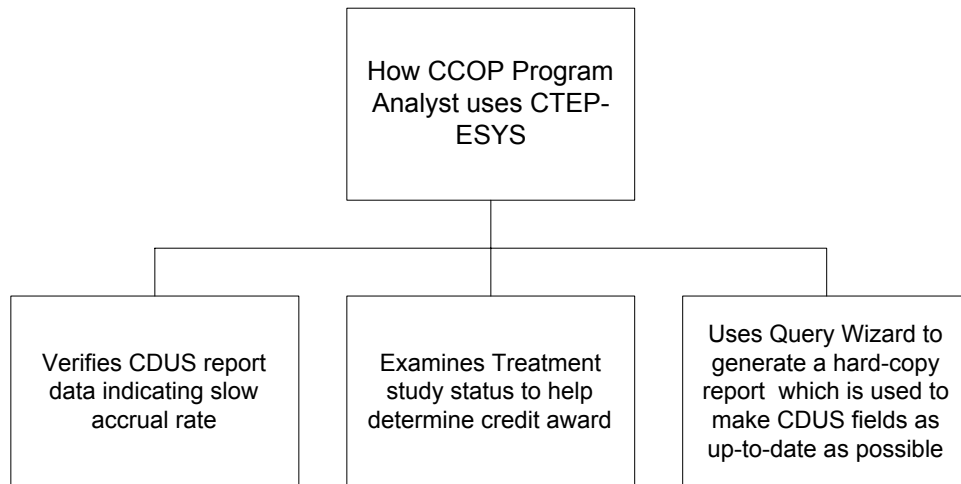 How CCOP Program
Analyst uses CTEP-
ESYS
Verifies CDUS report
data indicating slow
accrual rate
Examines Treatment
study status to help
determine credit award
Uses Query Wizard to
generate a hard-copy
report  which is used to
make CDUS fields as
up-to-date as possible